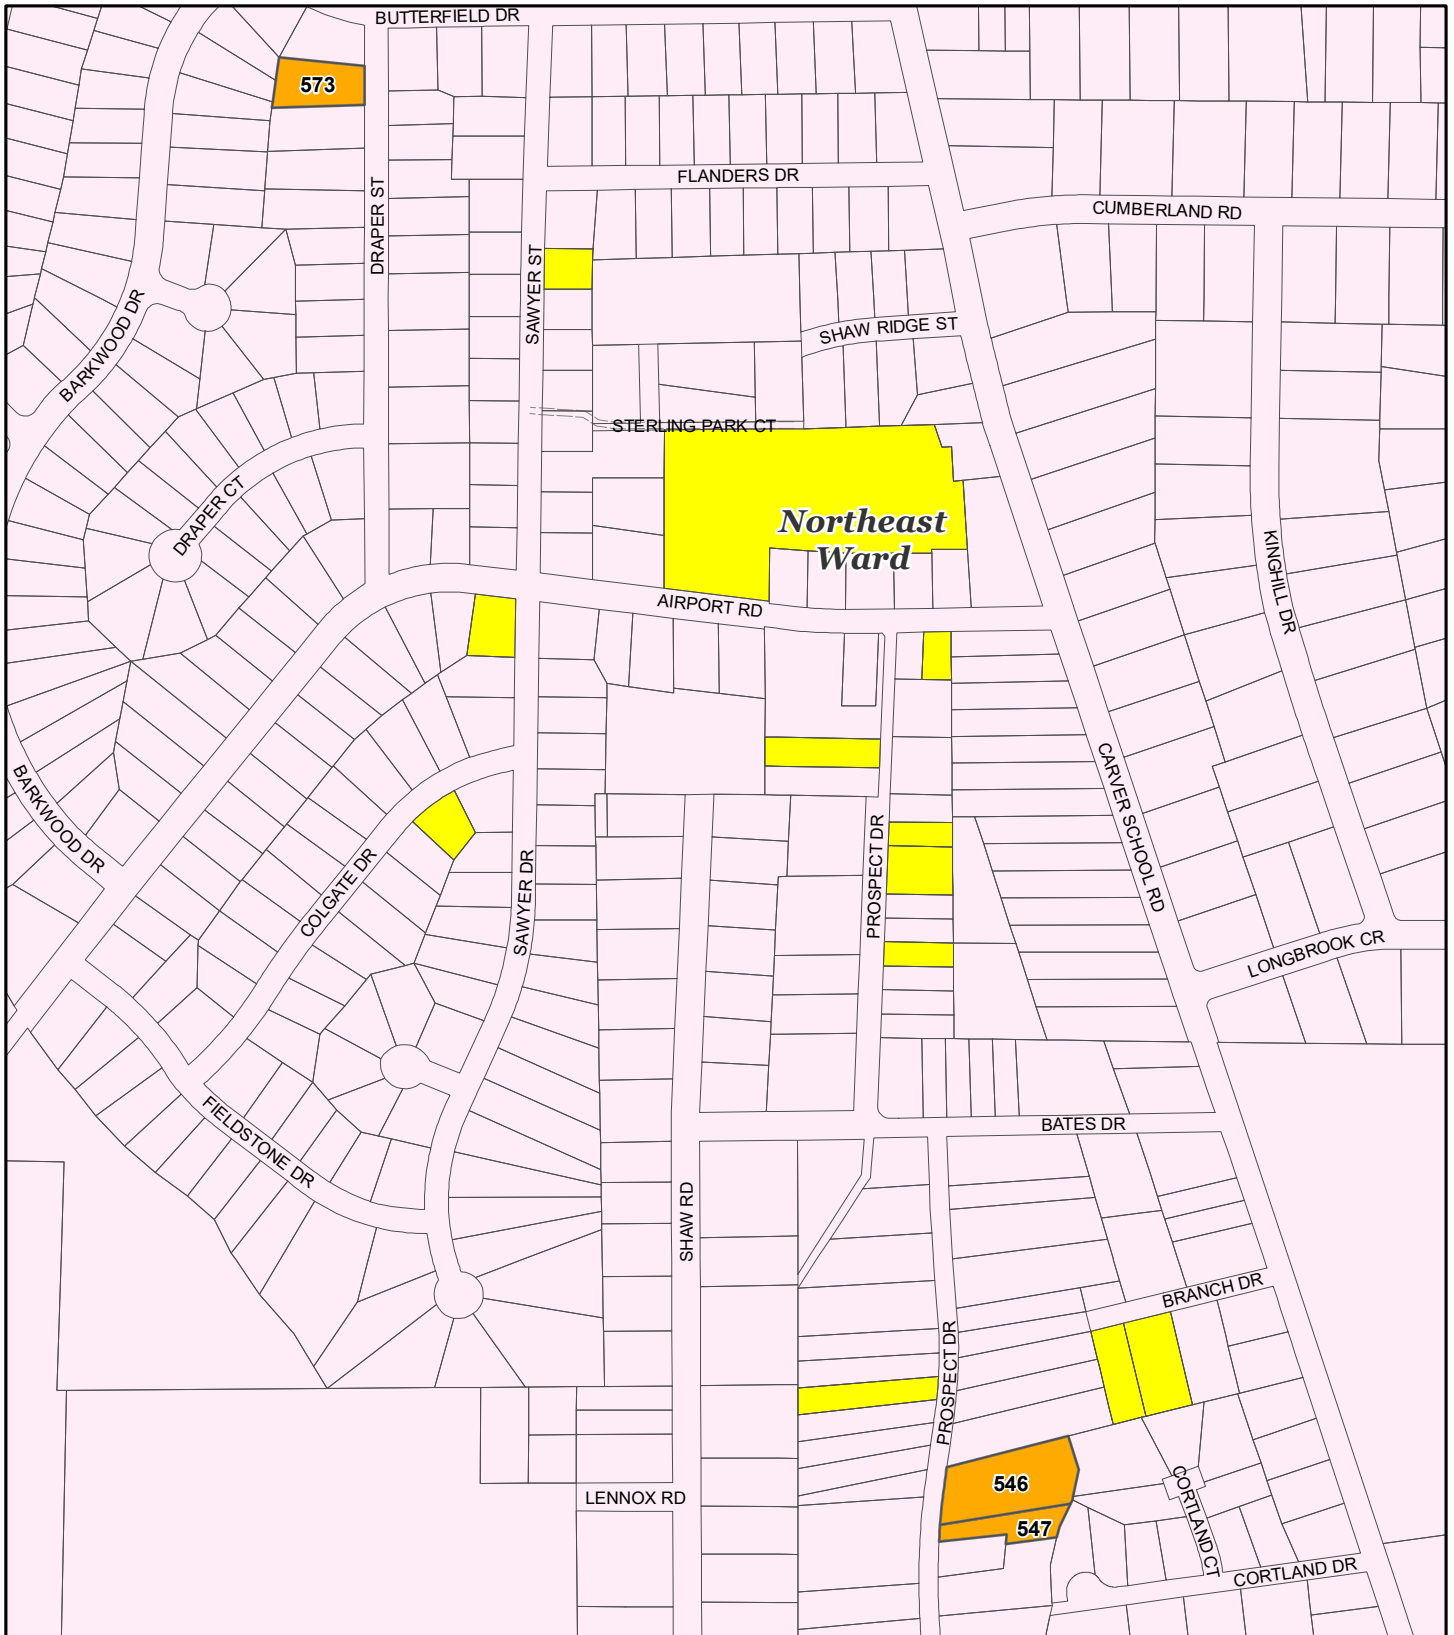 BUTTERFIELD DR
573
FLANDERS DR
DRAPER ST
CUMBERLAND RD
SAWYER ST
BARKWOOD DR
SHAW RIDGE ST
STERLING PARK CT
DRAPER CT
Northeast
Ward
KINGHILL DR
AIRPORT RD
BARKWOOD DR
CARVER SCHOOL RD
PROSPECT DR
COLGATE DR
SAWYER DR
LONGBROOK CR
FIELDSTONE DR
BATES DR
SHAW RD
BRANCH DR
PROSPECT DR
546
547
CORTLAND CT
LENNOX RD
CORTLAND DR